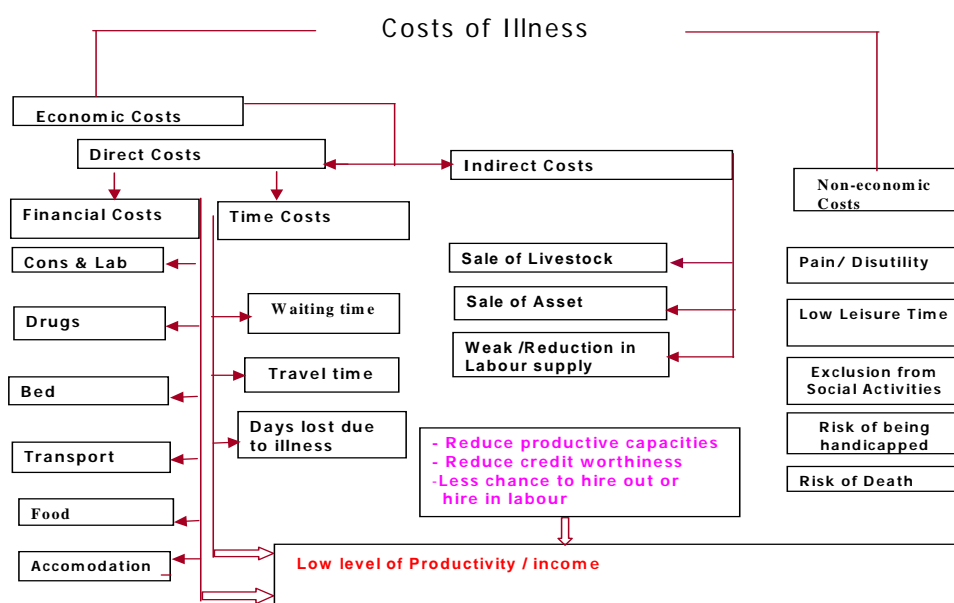 Costs of Illness
Economic Costs
Direct Costs
Indirect Costs
Non-economic
Costs
Financial Costs
Time Costs
Cons & Lab
Drugs
Bed
Transport
Food
Accomodation
Waiting time
Travel time
Days lost due
to illness
Sale of Livestock
Sale of Asset
Weak /Reduction in
Labour supply
Pain/ Disutility
Low Leisure Time
Exclusion from
Social Activities
Risk of being
handicapped
Risk of Death
- Reduce productive capacities
- Reduce credit worthiness
-Less chance to hire out or
hire in labour
Low level of Productivity / income